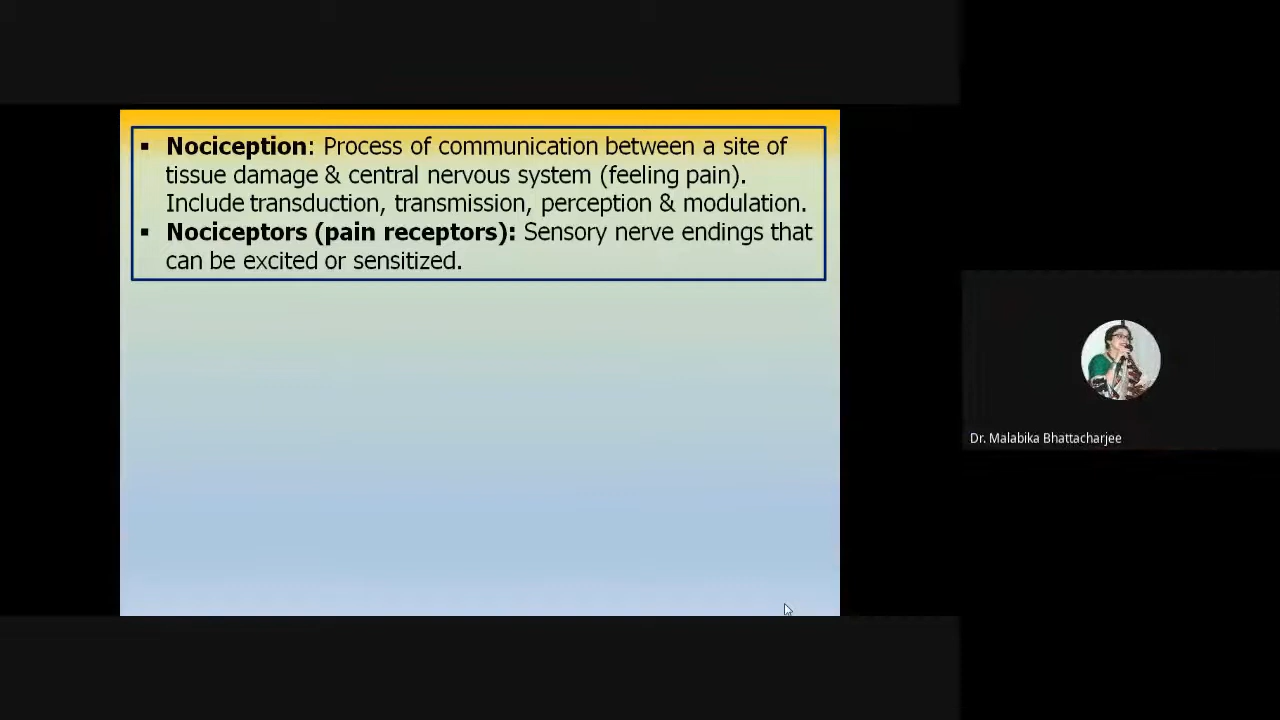 ▪ Nociception: Process of communication between a site of
tissue damage & central nervous system (feeling pain).
Include transduction, transmission, perception & modulation.
▪ Nociceptors (pain receptors): Sensory nerve endings that
can be excited or sensitized.
Dr. Malabika Bhattacharjee